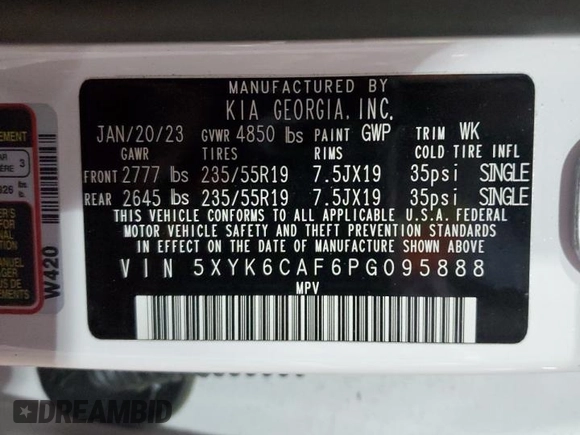 MANUFACTURED BY
KIA GEORGIA, INC.
JAN/20/23 GVWR 4850 lbs PAINT GWP TRIM WK
GAWR TIRES RIMS COLD TIRE INFL
FRONT 2777 lbs 235/55R19 7.5JX19 35psi SINGLE
REAR 2645 lbs 235/55R19 7.5JX19 35psi SINGLE
THIS VEHICLE CONFORMS TO ALL APPLICABLE U.S.A. FEDERAL
MOTOR VEHICLE SAFETY, BUMPER, AND THEFT PREVENTION
STANDARDS IN EFFECT ON THE DATE OF MANUFACTURE SHOWN ABOVE.
VIN 5XYK6CAF6PG095888
MPV
W420
3
lbs.
DREAMBID